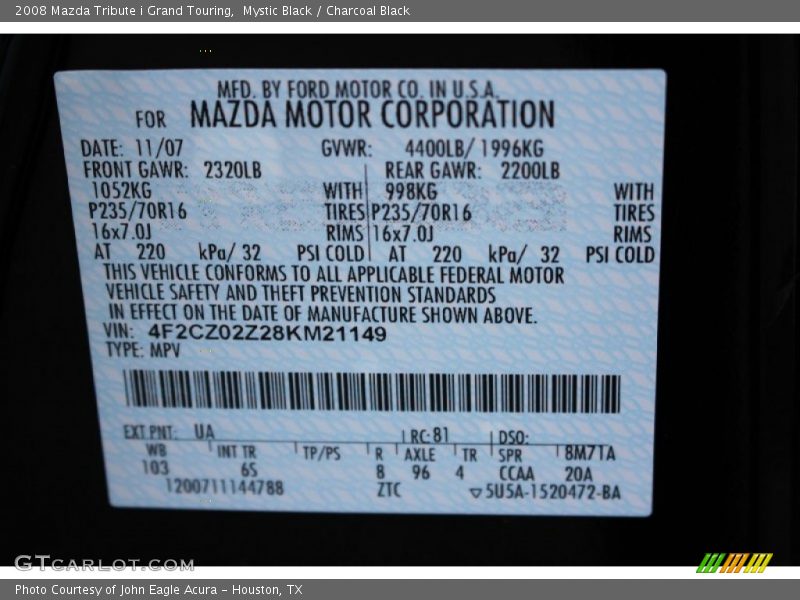 2008 Mazda Tribute i Grand Touring,  Mystic Black / Charcoal Black
MFD. BY FORD MOTOR CO. IN U.S.A.
FOR MAZDA MOTOR CORPORATION
DATE: 11/07 GVWR: 4400LB/ 1996KG
FRONT GAWR: 2320LB REAR GAWR: 2200LB
1052KG WITH 998KG WITH
P235/70R16 TIRES P235/70R16 TIRES
16x7.0J RIMS 16x7.0J RIMS
AT 220 kPa/ 32 PSI COLD AT 220 kPa/ 32 PSI COLD
THIS VEHICLE CONFORMS TO ALL APPLICABLE FEDERAL MOTOR
VEHICLE SAFETY AND THEFT PREVENTION STANDARDS
IN EFFECT ON THE DATE OF MANUFACTURE SHOWN ABOVE.
VIN: 4F2CZ02Z28KM21149
TYPE: MPV
EXT PNT: UA RC:81 DSO:
WB INT TR TP/PS R AXLE TR SPR 8M71A
103 6S 8 96 4 CCAA 20A
1200711144788 ZTC ▽5U5A-1520472-BA
GTCARLOT.COM
Photo Courtesy of John Eagle Acura - Houston, TX